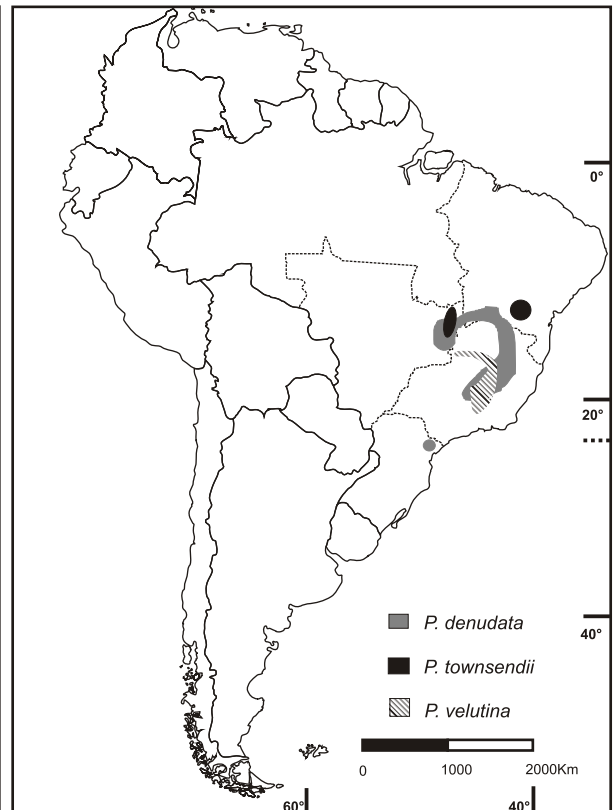 0°
20°
40°
P. denudata
P. townsendii
P. velutina
0 1000 2000Km
60° 40°